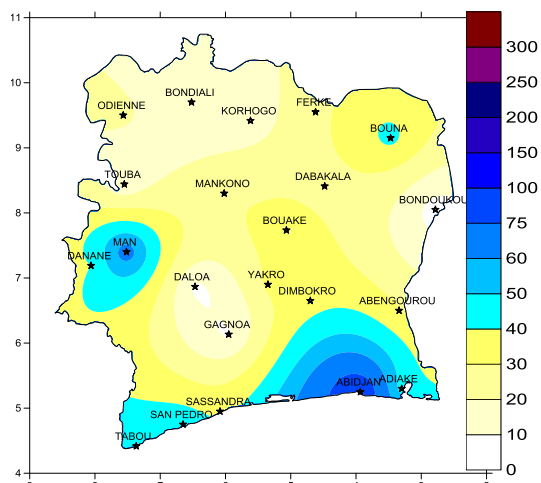 11
10
9
8
7
6
5
4
ODIENNE
BONDIALI
KORHOGO
FERKE
BOUNA
TOUBA
MANKONO
DABAKALA
BONDOUKOU
BOUAKE
MAN
DANANE
DALOA
YAKRO
DIMBOKRO
ABENGOUROU
GAGNOA
ABIDJAN
ADIAKE
SASSANDRA
SAN PEDRO
TABOU
300
250
200
150
100
75
60
50
40
30
20
10
0